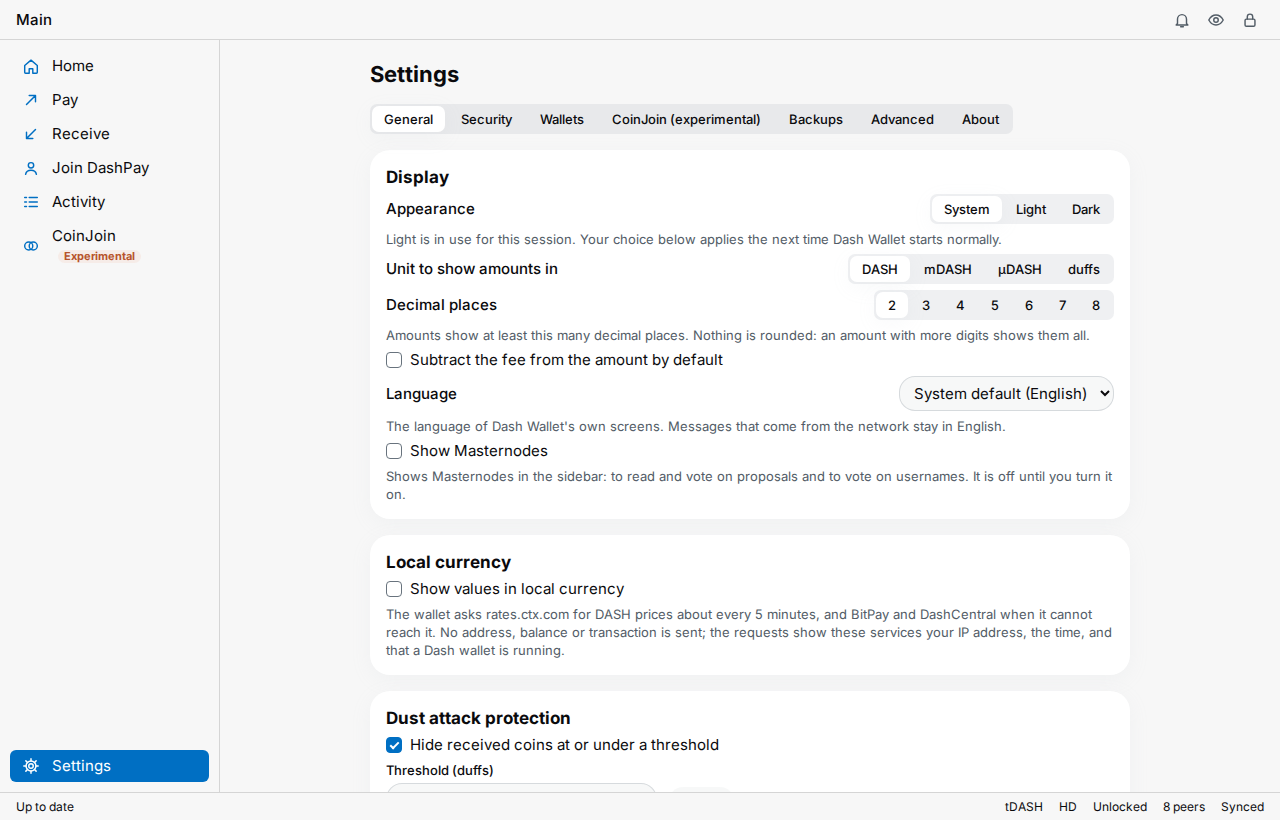 Main
Home
Pay
Receive
Join DashPay
Activity
CoinJoin
Experimental
Settings
Settings
General Security Wallets CoinJoin (experimental) Backups Advanced About
Display
Appearance System Light Dark
Light is in use for this session. Your choice below applies the next time Dash Wallet starts normally.
Unit to show amounts in DASH mDASH µDASH duffs
Decimal places 2 3 4 5 6 7 8
Amounts show at least this many decimal places. Nothing is rounded: an amount with more digits shows them all.
Subtract the fee from the amount by default
Language System default (English)
The language of Dash Wallet's own screens. Messages that come from the network stay in English.
Show Masternodes
Shows Masternodes in the sidebar: to read and vote on proposals and to vote on usernames. It is off until you turn it
on.
Local currency
Show values in local currency
The wallet asks rates.ctx.com for DASH prices about every 5 minutes, and BitPay and DashCentral when it cannot
reach it. No address, balance or transaction is sent; the requests show these services your IP address, the time, and
that a Dash wallet is running.
Dust attack protection
Hide received coins at or under a threshold
Threshold (duffs)
Up to date tDASH HD Unlocked 8 peers Synced